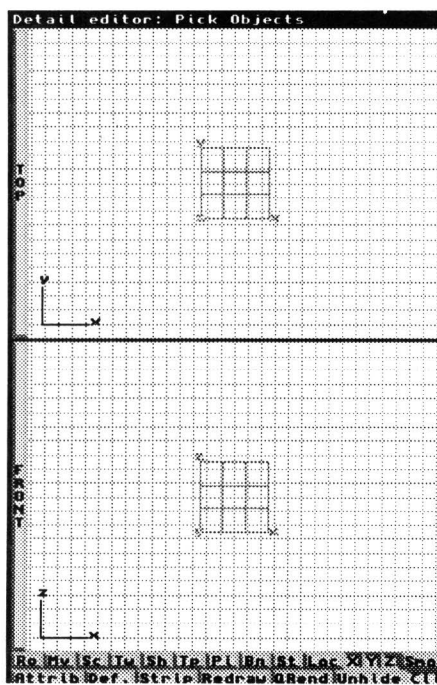 Detail editor: Pick Objects
TOP
Y
X
Y
X
FRONT
Z
X
Z
X
Ro Mv Sc Tw Sh Tp Pl Bn St Loc X Y Z
Attrib Def. Strip Redraw QRend Unhide